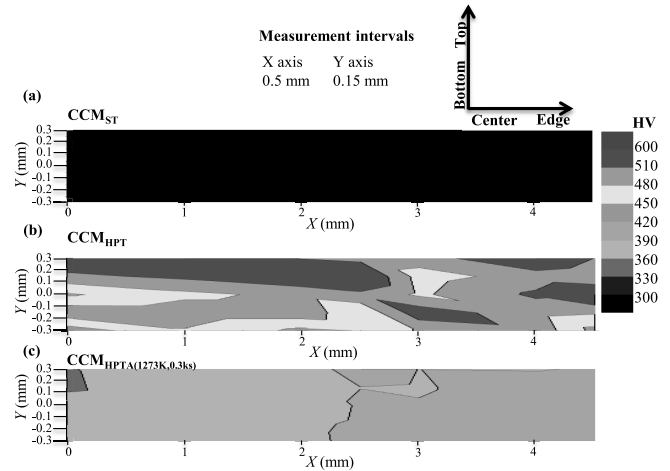 Measurement intervals
X axis Y axis
0.5 mm 0.15 mm
Bottom Top
Center Edge
(a)
CCM_ST
HV
0.3
0.2
0.1
0.0
-0.1
-0.2
-0.3
Y (mm)
0 1 2 3 4
X (mm)
600
510
480
450
420
390
360
330
300
(b)
CCM_HPT
0.3
0.2
0.1
0.0
-0.1
-0.2
-0.3
Y (mm)
0 1 2 3 4
X (mm)
(c)
CCM_HPTA(1273K,0.3ks)
0.3
0.2
0.1
0.0
-0.1
-0.2
-0.3
Y (mm)
0 1 2 3 4
X (mm)